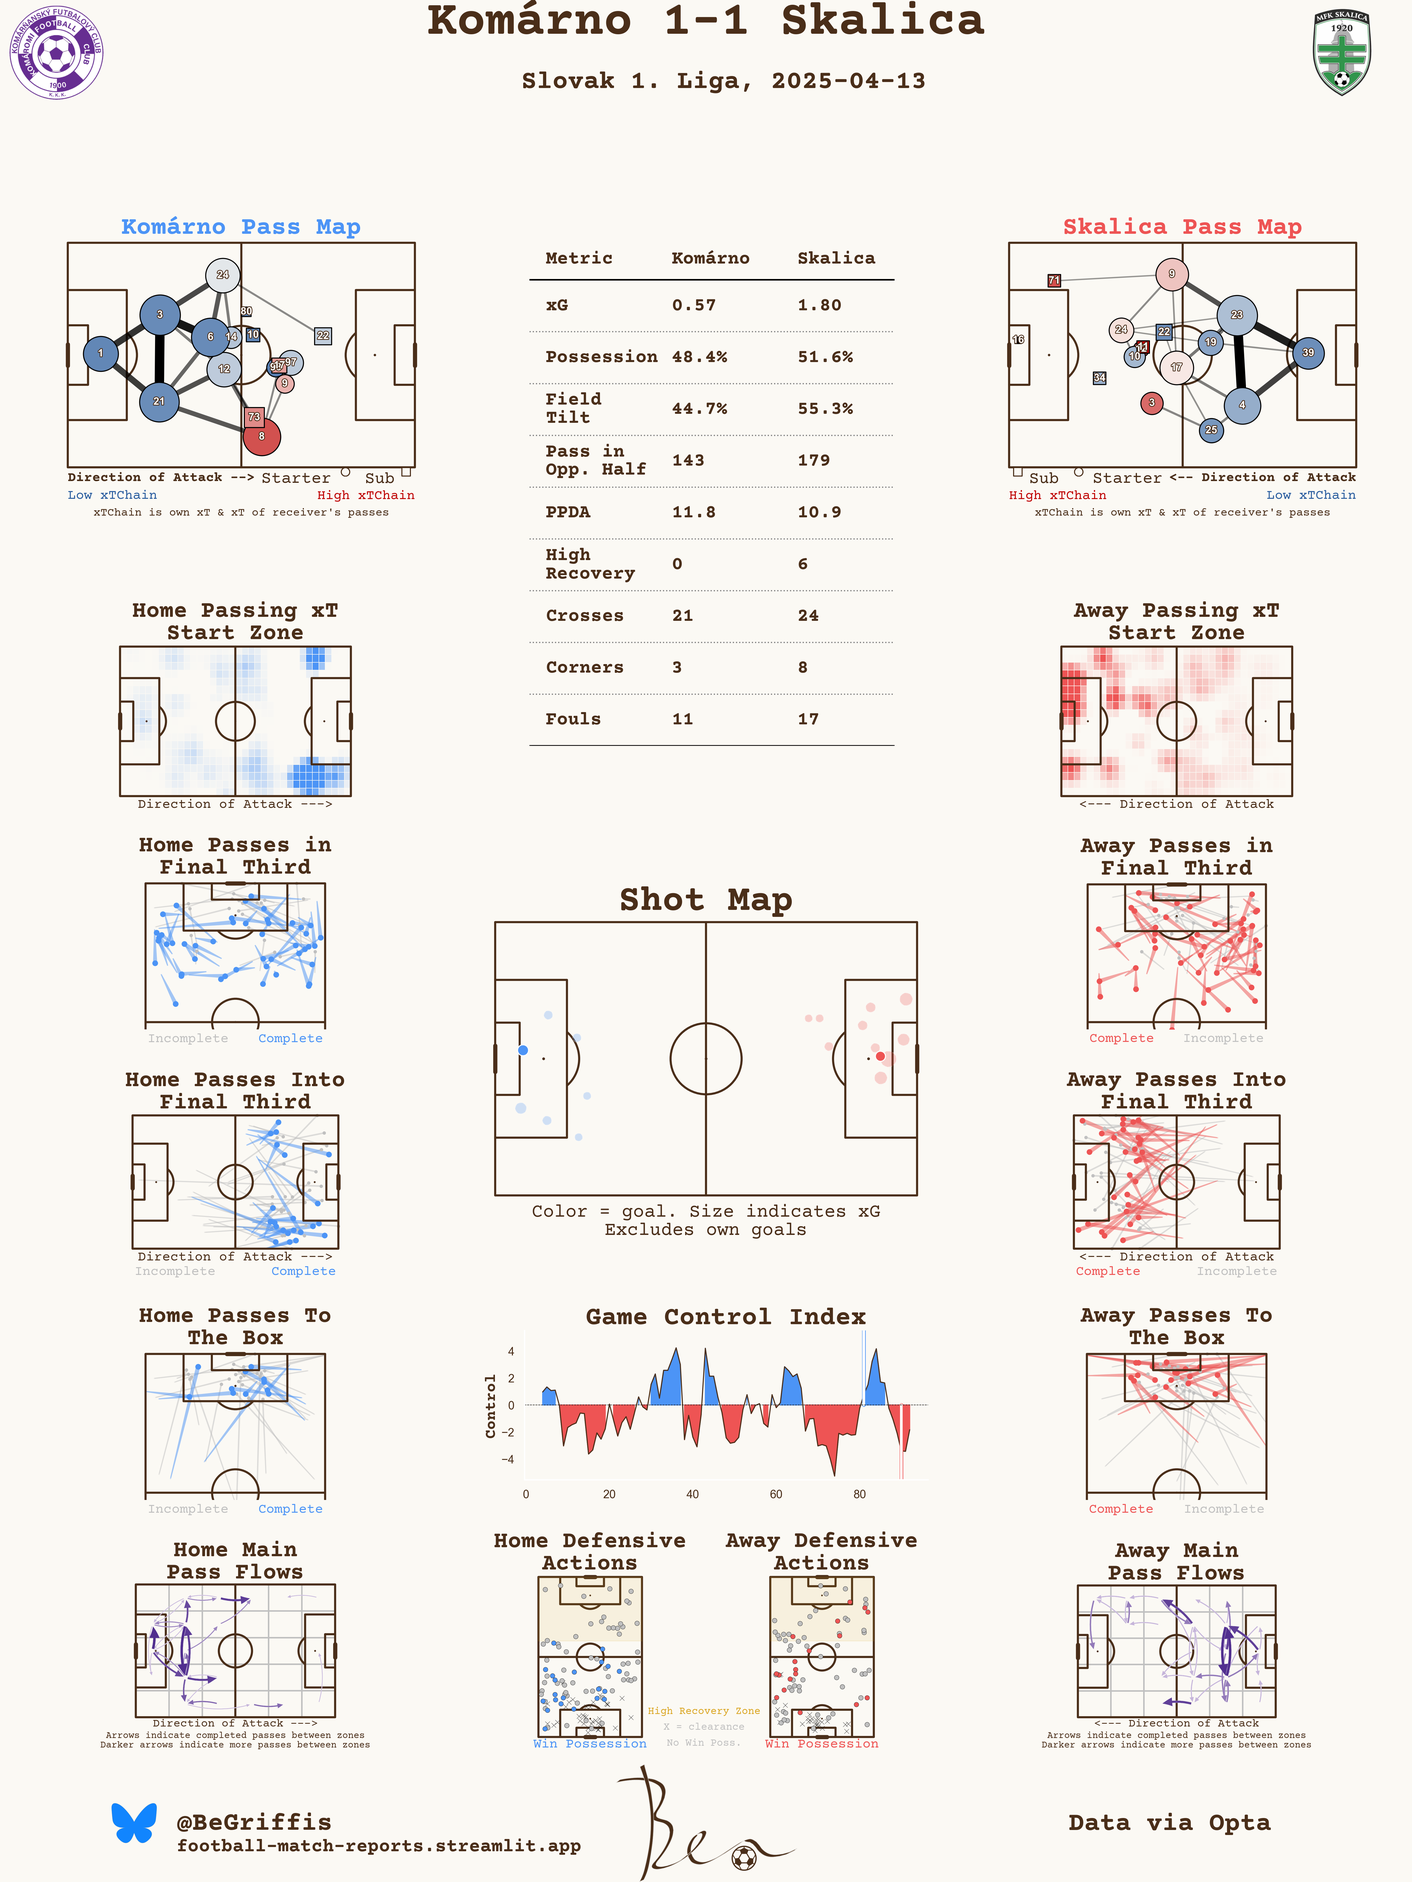 Komárno 1-1 Skalica
Slovak 1. Liga, 2025-04-13
KOMÁRŇANSKÝ FUTBALOVÝ CLUB
KOMÁROMI FOOTBALL CLUB
1900
K.F.C.
MFK SKALICA
1920
Komárno Pass Map
24
3
80
6
14
10
22
1
12
97
9
21
73
8
Direction of Attack --> Starter Sub
Low xTChain High xTChain
xTChain is own xT & xT of receiver's passes
Metric Komárno Skalica
xG 0.57 1.80
Possession 48.4% 51.6%
Field
Tilt 44.7% 55.3%
Pass in
Opp. Half 143 179
PPDA 11.8 10.9
High
Recovery 0 6
Crosses 21 24
Corners 3 8
Fouls 11 17
Skalica Pass Map
71
9
23
24
22
16
19
10
39
17
34
3
4
25
Sub Starter <-- Direction of Attack
High xTChain Low xTChain
xTChain is own xT & xT of receiver's passes
Home Passing xT
Start Zone
Direction of Attack --->
Away Passing xT
Start Zone
<--- Direction of Attack
Home Passes in
Final Third
Incomplete Complete
Away Passes in
Final Third
Complete Incomplete
Shot Map
Color = goal. Size indicates xG
Excludes own goals
Home Passes Into
Final Third
Direction of Attack --->
Incomplete Complete
Away Passes Into
Final Third
<--- Direction of Attack
Complete Incomplete
Home Passes To
The Box
Incomplete Complete
Game Control Index
Control
4
2
0
−2
−4
0 20 40 60 80
Away Passes To
The Box
Complete Incomplete
Home Main
Pass Flows
Direction of Attack --->
Arrows indicate completed passes between zones
Darker arrows indicate more passes between zones
Home Defensive
Actions
Win Possession
High Recovery Zone
X = clearance
No Win Poss.
Away Defensive
Actions
Win Possession
Away Main
Pass Flows
<--- Direction of Attack
Arrows indicate completed passes between zones
Darker arrows indicate more passes between zones
@BeGriffis
football-match-reports.streamlit.app
Ben
Data via Opta